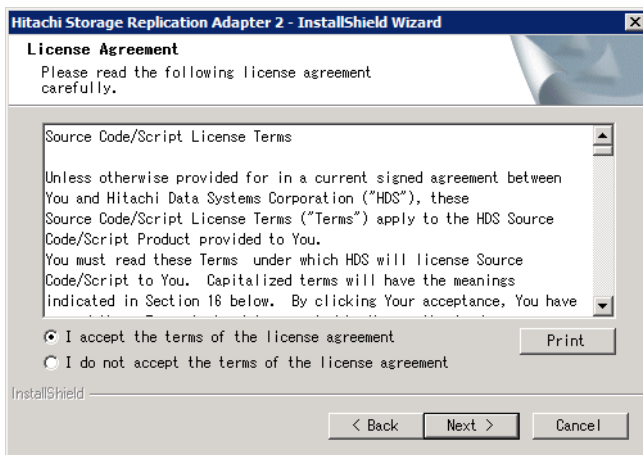 Hitachi Storage Replication Adapter 2 - InstallShield Wizard
License Agreement
Please read the following license agreement
carefully.
Source Code/Script License Terms
Unless otherwise provided for in a current signed agreement between
You and Hitachi Data Systems Corporation ("HDS"), these
Source Code/Script License Terms ("Terms") apply to the HDS Source
Code/Script Product provided to You.
You must read these Terms  under which HDS will license Source
Code/Script to You.  Capitalized terms will have the meanings
indicated in Section 16 below.  By clicking Your acceptance, You have
I accept the terms of the license agreement
Print
I do not accept the terms of the license agreement
InstallShield
< Back
Next >
Cancel